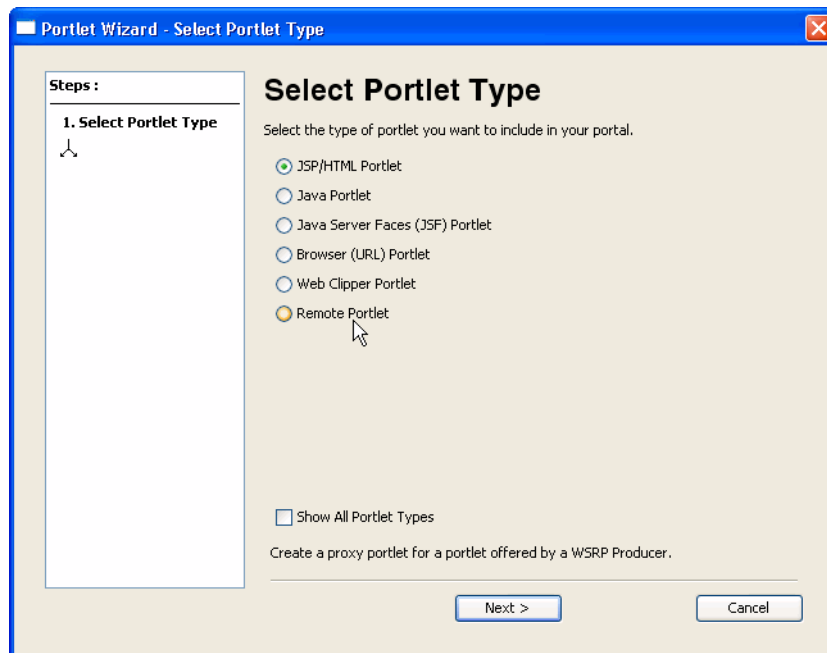 Portlet Wizard - Select Portlet Type
Steps :
1. Select Portlet Type
Select Portlet Type
Select the type of portlet you want to include in your portal.
JSP/HTML Portlet
Java Portlet
Java Server Faces (JSF) Portlet
Browser (URL) Portlet
Web Clipper Portlet
Remote Portlet
Show All Portlet Types
Create a proxy portlet for a portlet offered by a WSRP Producer.
Next >
Cancel